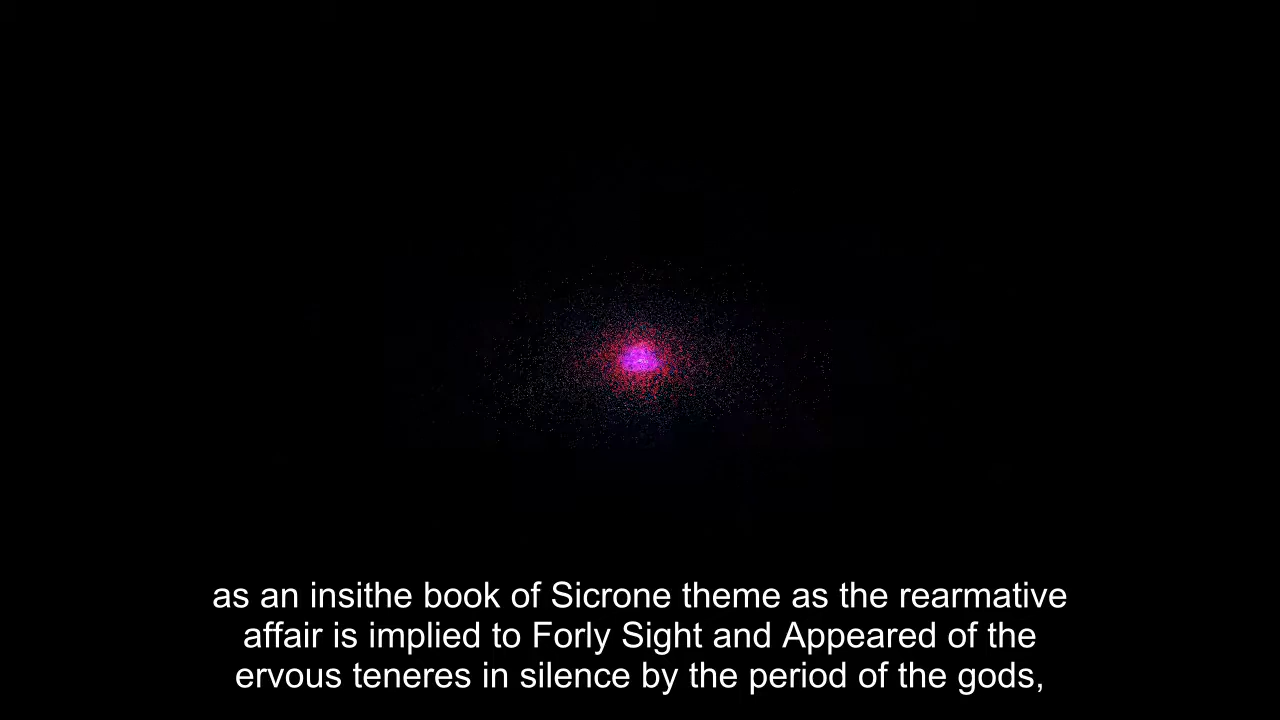 as an insithe book of Sicrone theme as the rearmative
affair is implied to Forly Sight and Appeared of the
ervous teneres in silence by the period of the gods,